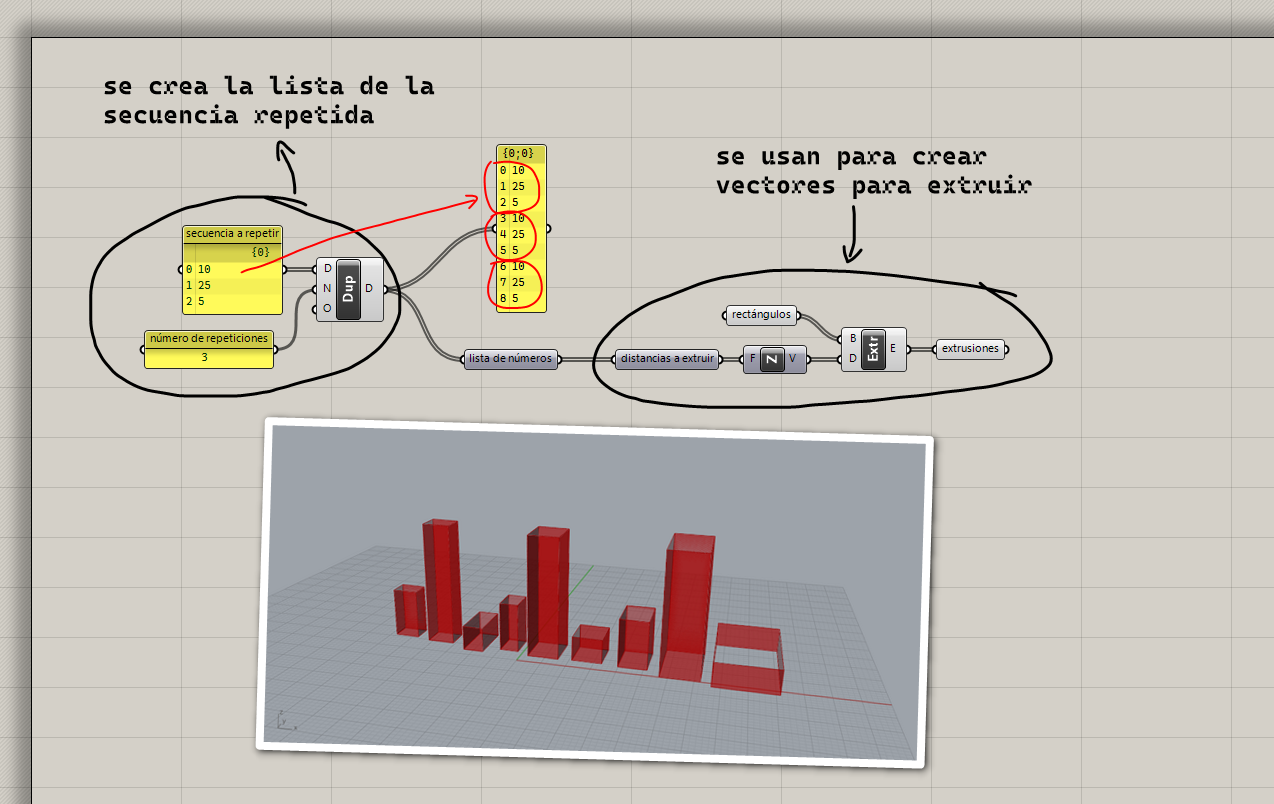 se crea la lista de la
secuencia repetida
se usan para crear
vectores para extruir
secuencia a repetir
{0}
0 10
1 25
2 5
número de repeticiones
3
D
N
O
Dup
D
{0;0}
0 10
1 25
2 5
3 10
4 25
5 5
6 10
7 25
8 5
lista de números
rectángulos
distancias a extruir
F
Z
V
B
D
Extr
E
extrusiones
z
y
x